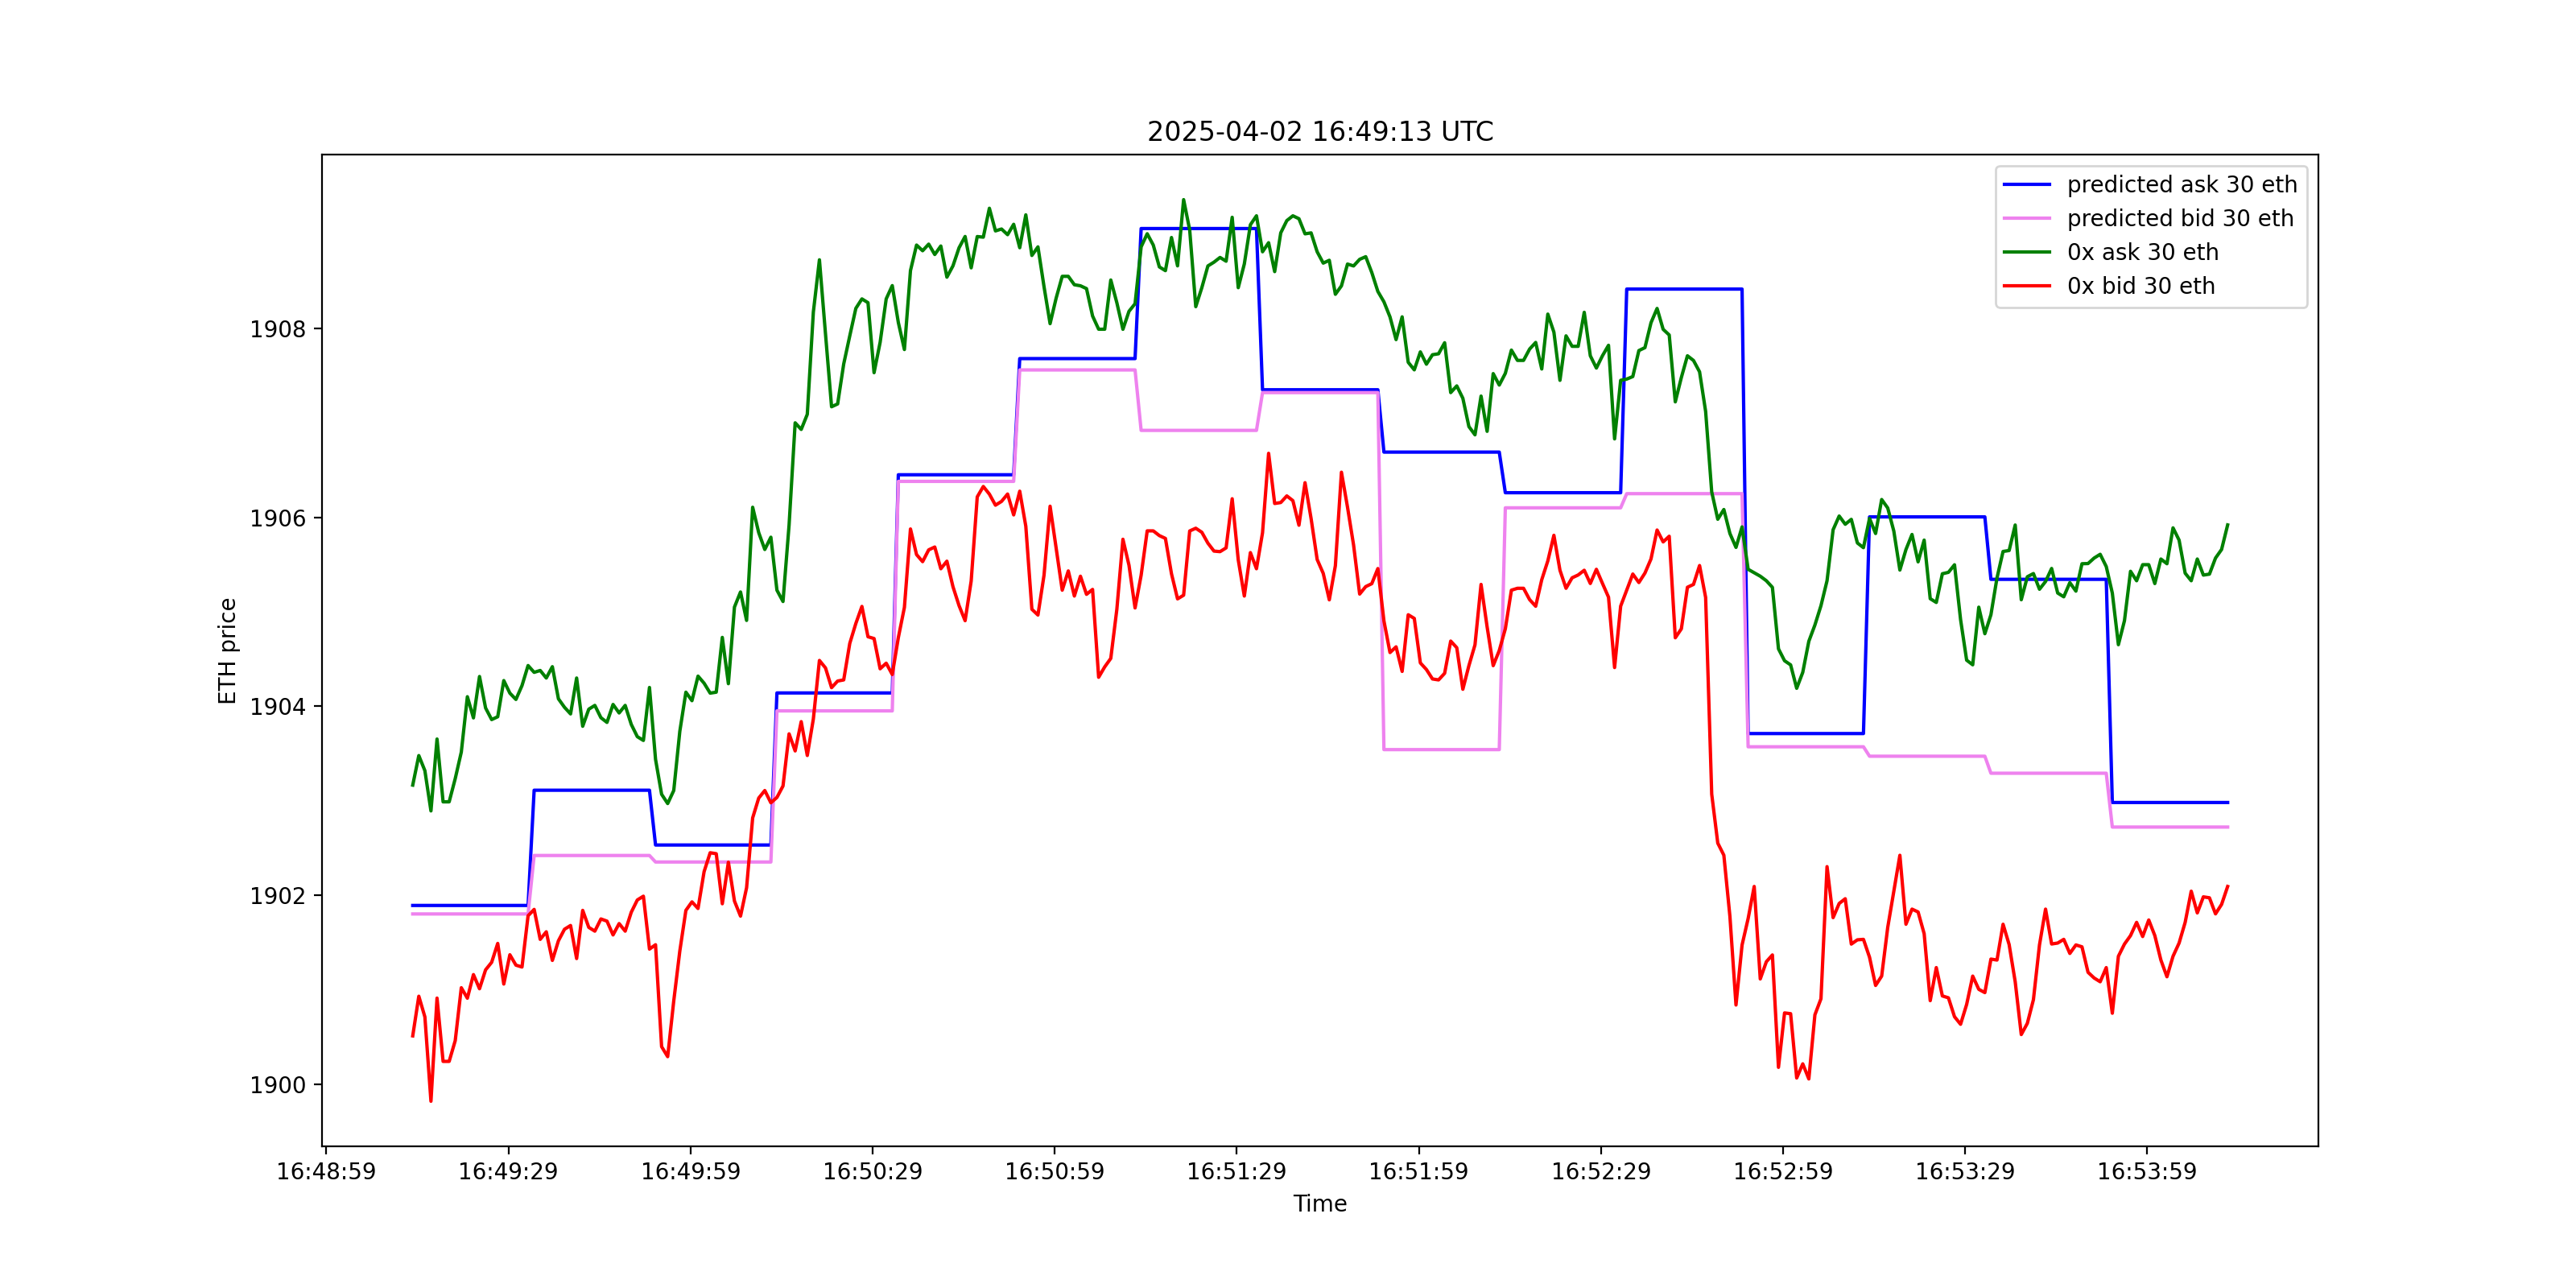 2025-04-02 16:49:13 UTC
predicted ask 30 eth
predicted bid 30 eth
0x ask 30 eth
0x bid 30 eth
ETH price
1908
1906
1904
1902
1900
16:48:59 16:49:29 16:49:59 16:50:29 16:50:59 16:51:29 16:51:59 16:52:29 16:52:59 16:53:29 16:53:59
Time